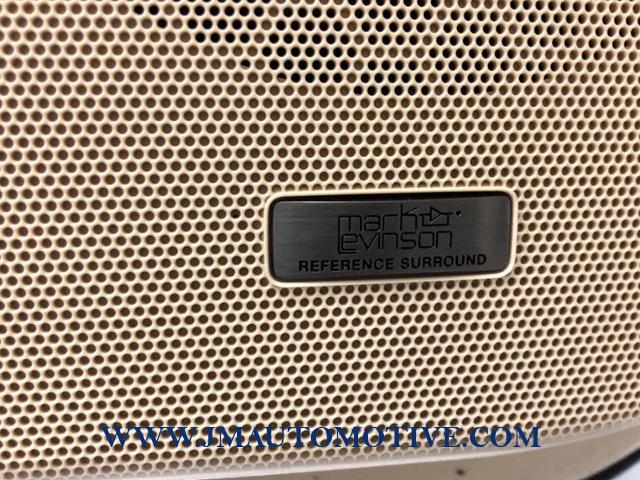 mark
Levinson
REFERENCE SURROUND
WWW.JMAUTOMOTIVE.COM